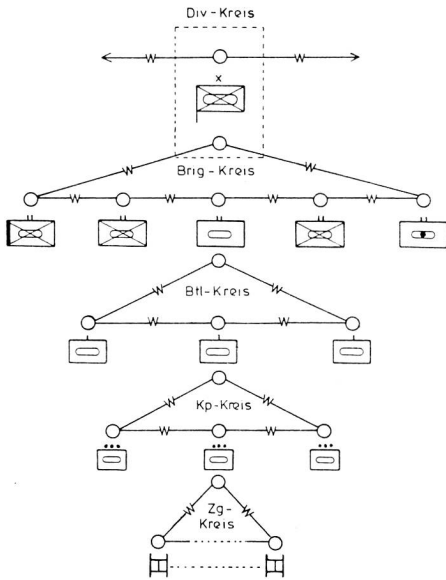 Div-Kreis
x
Brig-Kreis
Btl-Kreis
Kp-Kreis
Zg-
Kreis